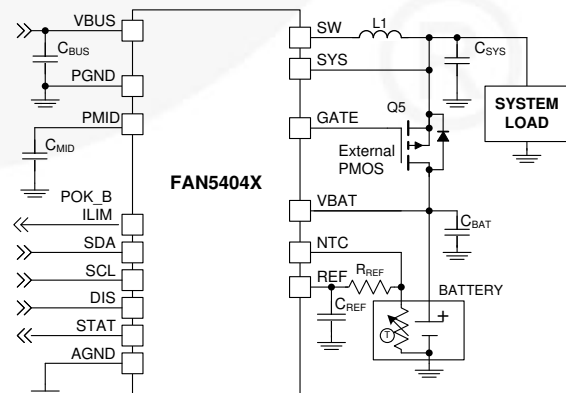 VBUS
CBUS
PGND
PMID
CMID
POK_B
ILIM
SDA
SCL
DIS
STAT
AGND
FAN5404X
SW
L1
SYS
CSYS
SYSTEM
LOAD
Q5
GATE
External
PMOS
VBAT
CBAT
NTC
REF
RREF
CREF
BATTERY
+
T